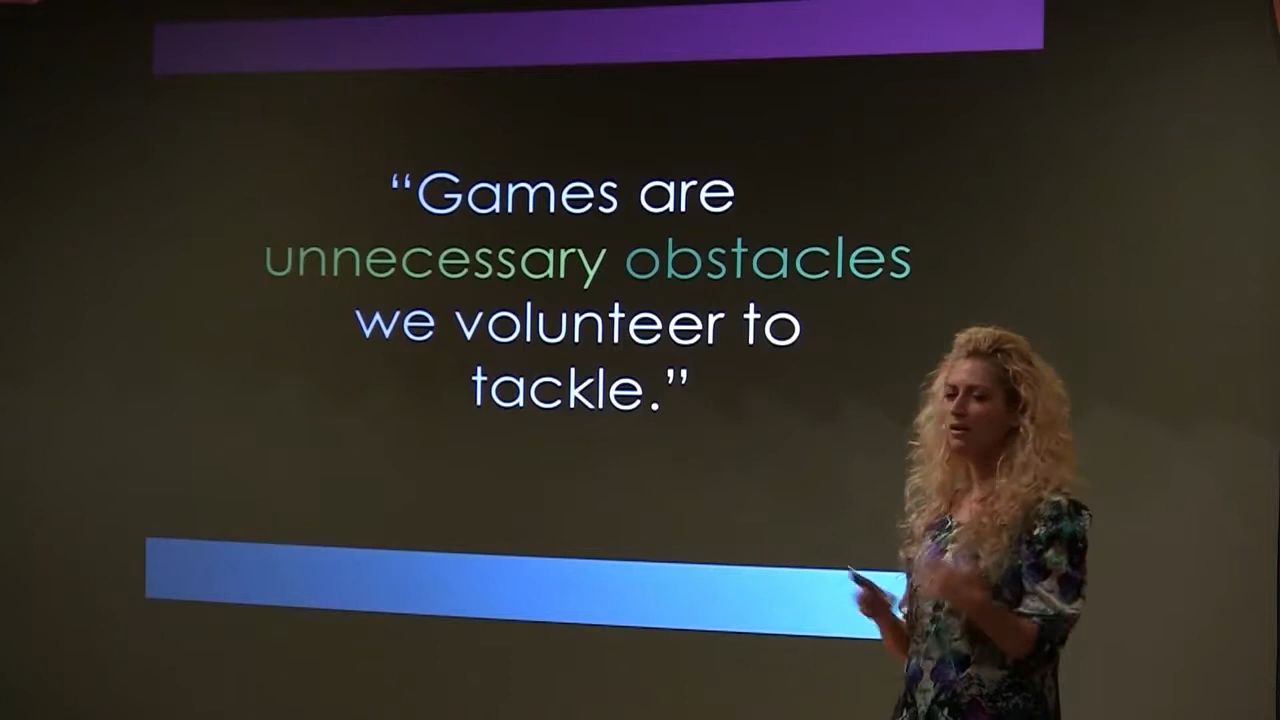 “Games are
unnecessary obstacles
we volunteer to
tackle.”